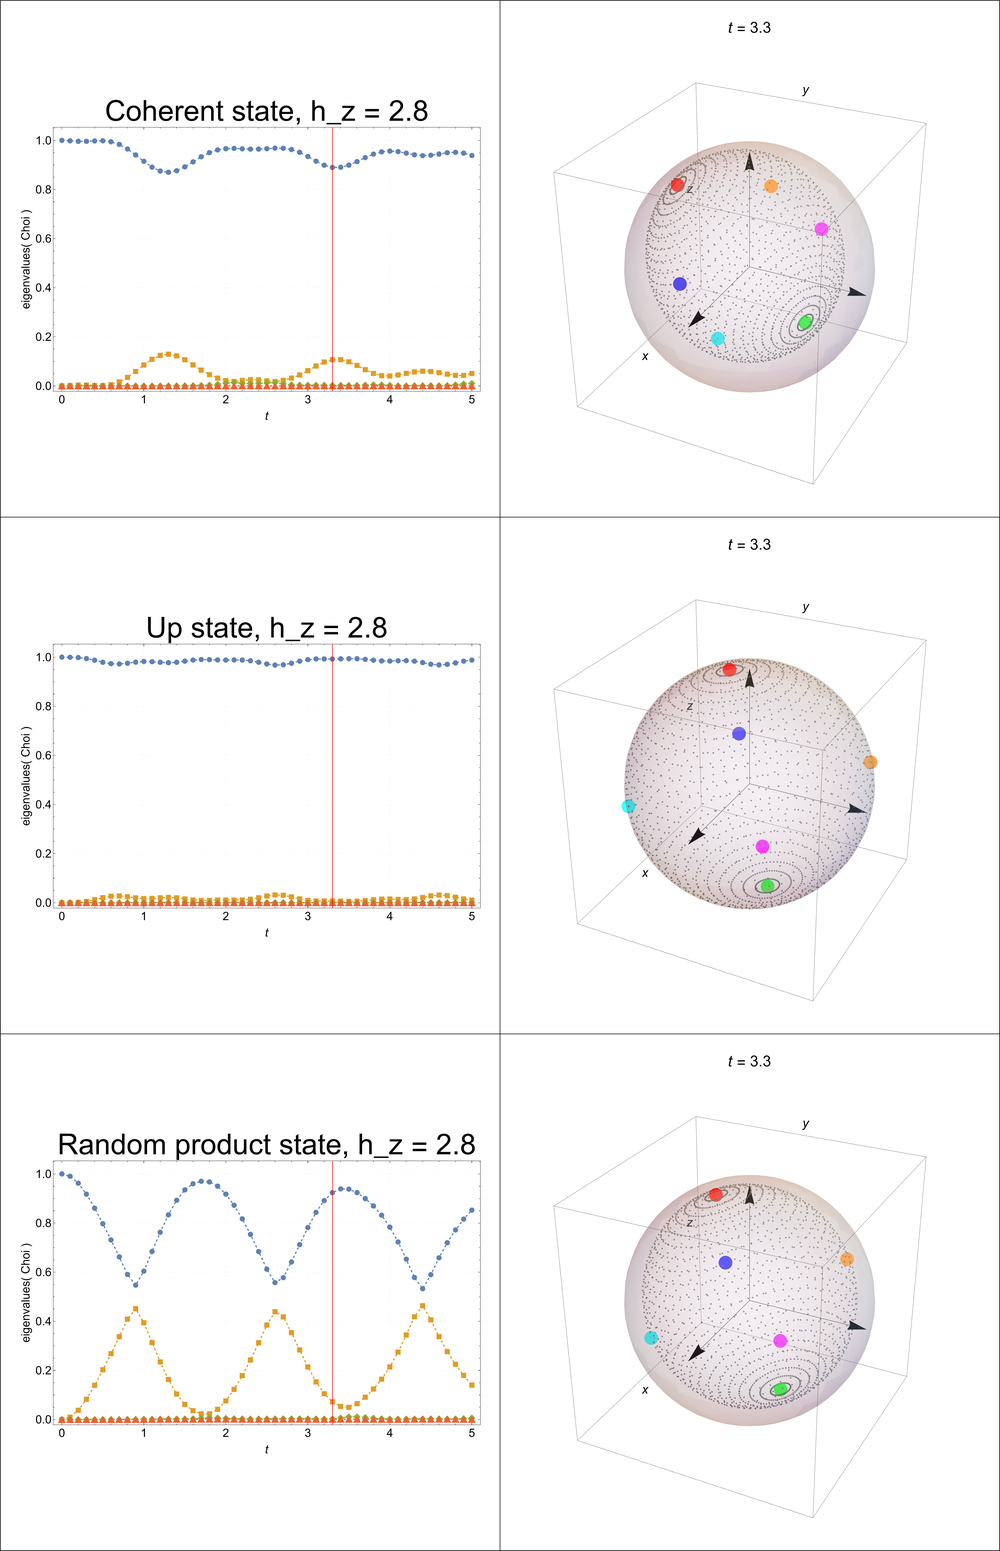 Coherent state, h_z = 2.8
eigenvalues( Choi )
1.0
0.8
0.6
0.4
0.2
0.0
0 1 2 3 4 5
t
t = 3.3
y
z
x
Up state, h_z = 2.8
eigenvalues( Choi )
1.0
0.8
0.6
0.4
0.2
0.0
0 1 2 3 4 5
t
t = 3.3
y
z
x
Random product state, h_z = 2.8
eigenvalues( Choi )
1.0
0.8
0.6
0.4
0.2
0.0
0 1 2 3 4 5
t
t = 3.3
y
z
x